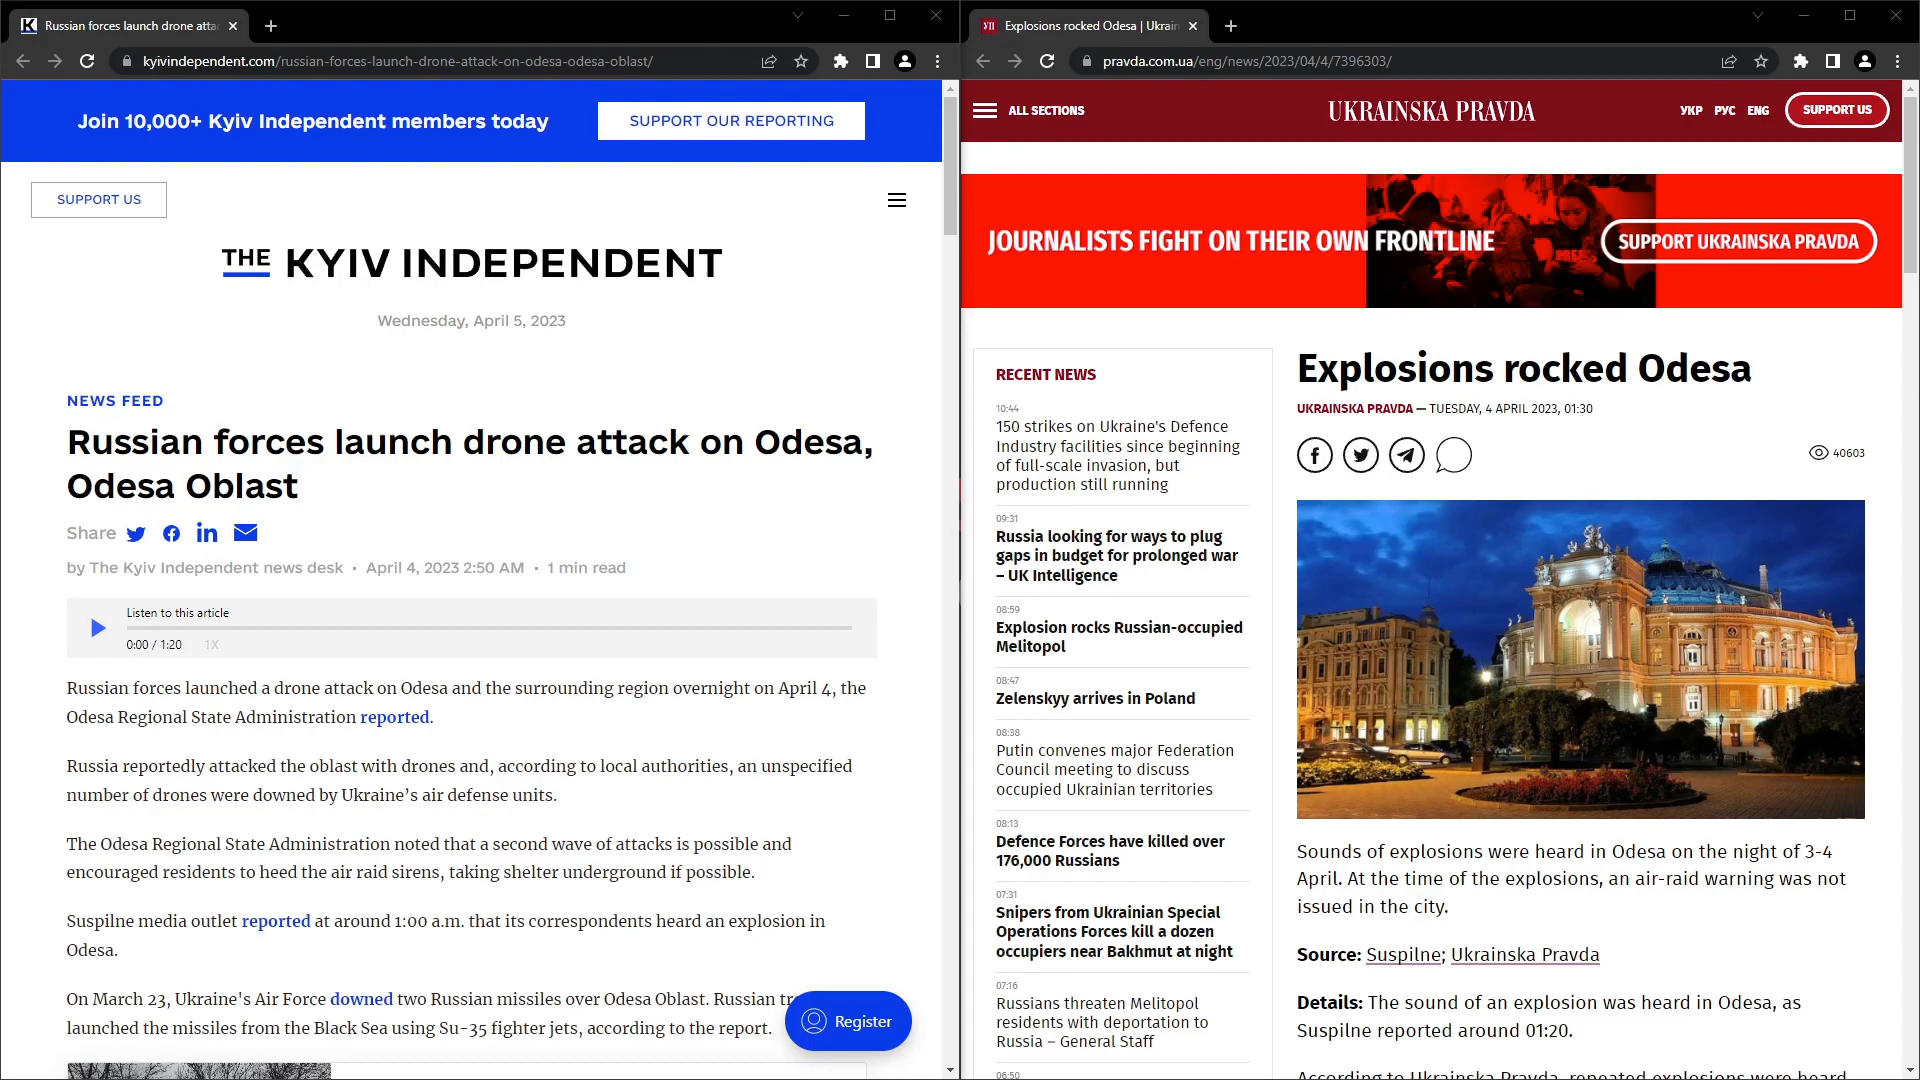 Russian forces launch drone atta
kyivindependent.com/russian-forces-launch-drone-attack-on-odesa-odesa-oblast/
Join 10,000+ Kyiv Independent members today
SUPPORT OUR REPORTING
SUPPORT US
THE KYIV INDEPENDENT
Wednesday, April 5, 2023
NEWS FEED
Russian forces launch drone attack on Odesa,
Odesa Oblast
Share
by The Kyiv Independent news desk • April 4, 2023 2:50 AM • 1 min read
Listen to this article
0:00 / 1:20 1X
Russian forces launched a drone attack on Odesa and the surrounding region overnight on April 4, the
Odesa Regional State Administration reported.
Russia reportedly attacked the oblast with drones and, according to local authorities, an unspecified
number of drones were downed by Ukraine’s air defense units.
The Odesa Regional State Administration noted that a second wave of attacks is possible and
encouraged residents to heed the air raid sirens, taking shelter underground if possible.
Suspilne media outlet reported at around 1:00 a.m. that its correspondents heard an explosion in
Odesa.
On March 23, Ukraine's Air Force downed two Russian missiles over Odesa Oblast. Russian
launched the missiles from the Black Sea using Su-35 fighter jets, according to the report.
Register
Explosions rocked Odesa | Ukrain
pravda.com.ua/eng/news/2023/04/4/7396303/
ALL SECTIONS
UKRAINSKA PRAVDA
УКР РУС ENG
SUPPORT US
JOURNALISTS FIGHT ON THEIR OWN FRONTLINE
SUPPORT UKRAINSKA PRAVDA
RECENT NEWS
10:44
150 strikes on Ukraine's Defence
Industry facilities since beginning
of full-scale invasion, but
production still running
09:31
Russia looking for ways to plug
gaps in budget for prolonged war
– UK Intelligence
08:59
Explosion rocks Russian-occupied
Melitopol
08:47
Zelenskyy arrives in Poland
08:38
Putin convenes major Federation
Council meeting to discuss
occupied Ukrainian territories
08:13
Defence Forces have killed over
176,000 Russians
07:31
Snipers from Ukrainian Special
Operations Forces kill a dozen
occupiers near Bakhmut at night
07:16
Russians threaten Melitopol
residents with deportation to
Russia – General Staff
06:50
Explosions rocked Odesa
UKRAINSKA PRAVDA — TUESDAY, 4 APRIL 2023, 01:30
40603
Sounds of explosions were heard in Odesa on the night of 3-4
April. At the time of the explosions, an air-raid warning was not
issued in the city.
Source: Suspilne; Ukrainska Pravda
Details: The sound of an explosion was heard in Odesa, as
Suspilne reported around 01:20.
According to Ukrainska Pravda, repeated explosions were heard